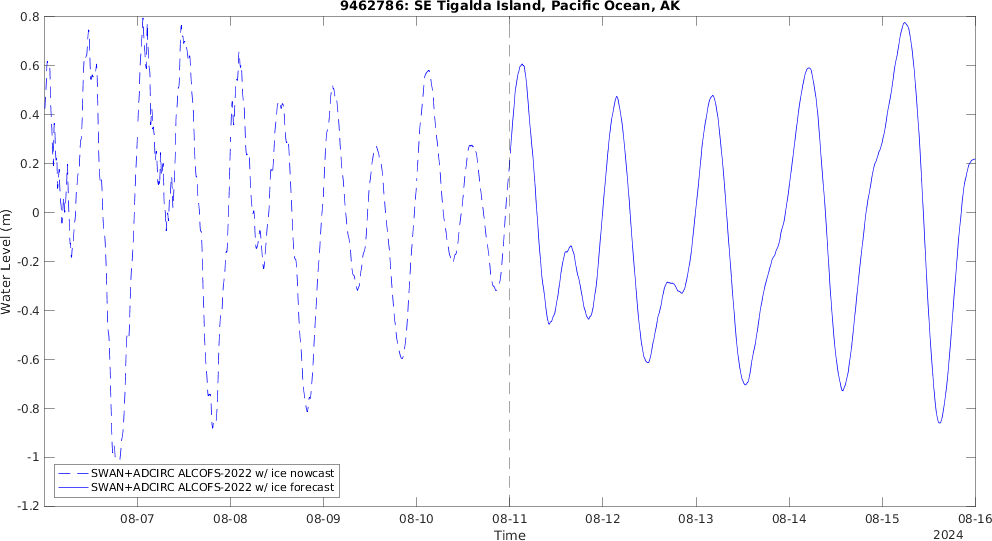 9462786: SE Tigalda Island, Pacific Ocean, AK
0.8
0.6
0.4
0.2
0
-0.2
-0.4
-0.6
-0.8
-1
-1.2
Water Level (m)
SWAN+ADCIRC ALCOFS-2022 w/ ice nowcast
SWAN+ADCIRC ALCOFS-2022 w/ ice forecast
08-07 08-08 08-09 08-10 08-11 08-12 08-13 08-14 08-15 08-16
Time
2024